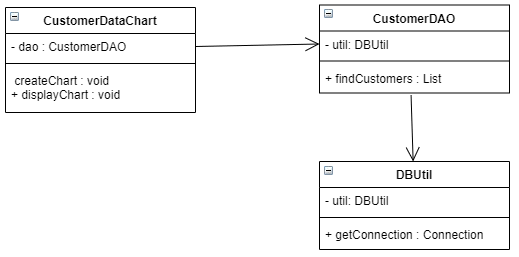 CustomerDataChart
- dao : CustomerDAO
createChart : void
+ displayChart : void
CustomerDAO
- util: DBUtil
+ findCustomers : List
DBUtil
- util: DBUtil
+ getConnection : Connection